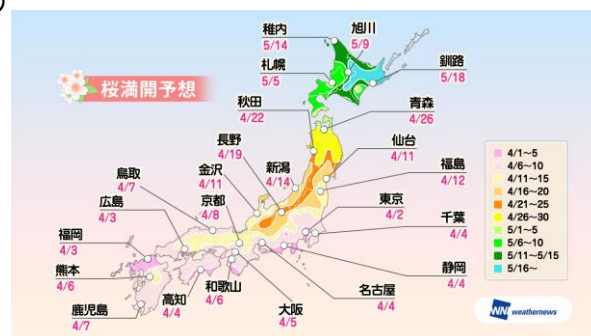 稚内
5/14
旭川
5/9
札幌
5/5
釧路
5/18
桜満開予想
秋田
4/22
青森
4/26
長野
4/19
仙台
4/11
鳥取
4/7
金沢
4/11
新潟
4/14
福島
4/12
広島
4/3
京都
4/8
東京
4/2
千葉
4/4
福岡
4/3
静岡
4/4
熊本
4/6
鹿児島
4/7
高知
4/4
和歌山
4/6
大阪
4/5
名古屋
4/4
4/1～5
4/6～10
4/11～15
4/16～20
4/21～25
4/26～30
5/1～5
5/6～10
5/11～5/15
5/16～
WNI weathernews